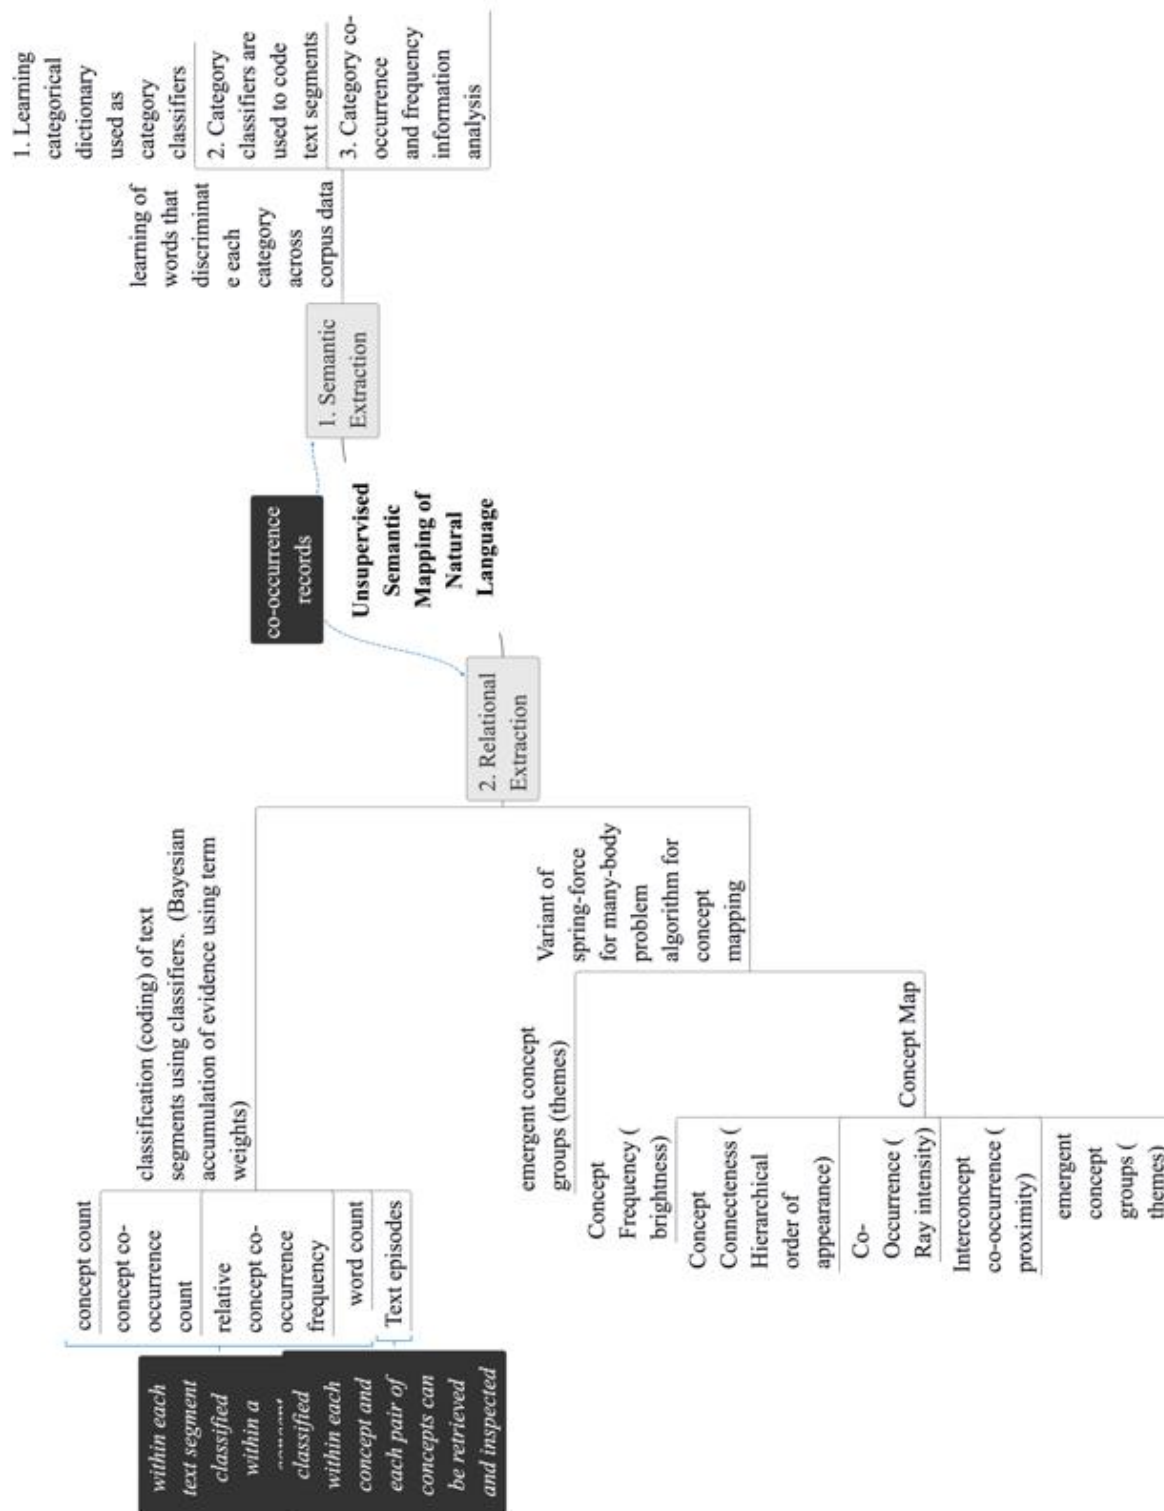 Unsupervised
Semantic
Mapping of
Natural
Language
co-occurrence
records
1. Semantic
Extraction
learning of
words that
discriminat
e each
category
across
corpus data
1. Learning
categorical
dictionary
used as
category
classifiers
2. Category
classifiers are
used to code
text segments
3. Category co-
occurrence
and frequency
information
analysis
2. Relational
Extraction
classification (coding) of text
segments using classifiers. (Bayesian
accumulation of evidence using term
weights)
concept count
concept co-
occurrence
count
relative
concept co-
occurrence
frequency
word count
Text episodes
within each
text segment
classified
within a
classified
within each
concept and
each pair of
concepts can
be retrieved
and inspected
Variant of
spring-force
for many-body
problem
algorithm for
concept
mapping
emergent concept
groups (themes)
Concept Map
Concept
Frequency (
brightness)
Concept
Connecteness (
Hierarchical
order of
appearance)
Co-
Occurrence (
Ray intensity)
Interconcept
co-occurrence (
proximity)
emergent
concept
groups (
themes)